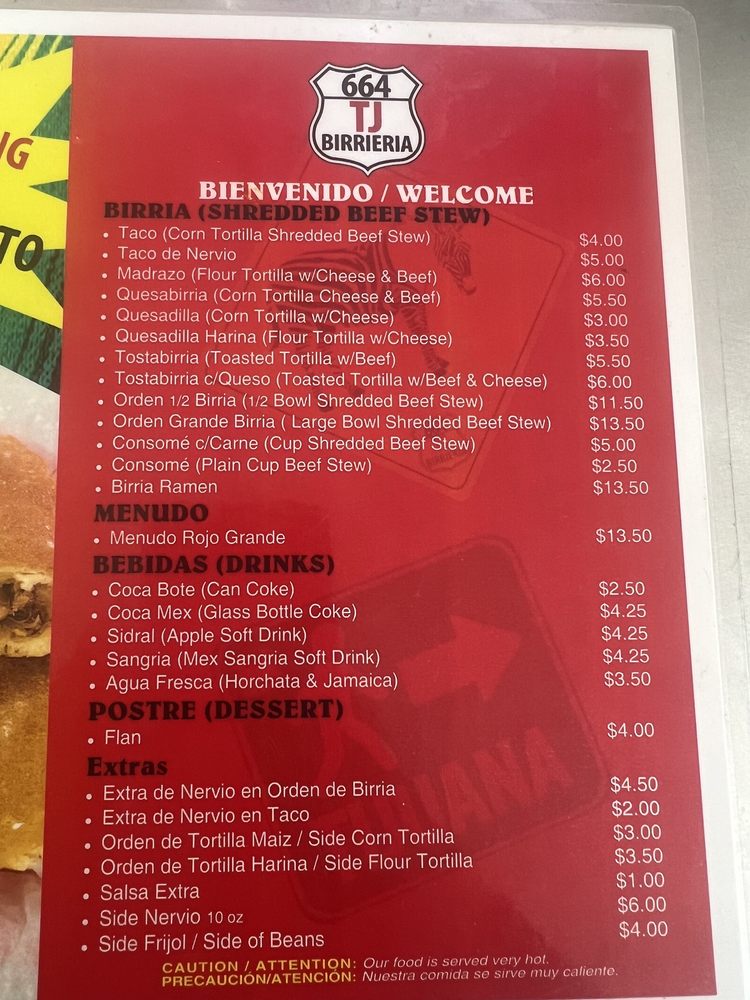 NG
TO
664
TJ
BIRRIERIA
BIENVENIDO / WELCOME
BIRRIA (SHREDDED BEEF STEW)
• Taco (Corn Tortilla Shredded Beef Stew) $4.00
• Taco de Nervio $5.00
• Madrazo (Flour Tortilla w/Cheese & Beef) $6.00
• Quesabirria (Corn Tortilla Cheese & Beef) $5.50
• Quesadilla (Corn Tortilla w/Cheese) $3.00
• Quesadilla Harina (Flour Tortilla w/Cheese) $3.50
• Tostabirria (Toasted Tortilla w/Beef) $5.50
• Tostabirria c/Queso (Toasted Tortilla w/Beef & Cheese) $6.00
• Orden 1/2 Birria (1/2 Bowl Shredded Beef Stew) $11.50
• Orden Grande Birria ( Large Bowl Shredded Beef Stew) $13.50
• Consomé c/Carne (Cup Shredded Beef Stew) $5.00
• Consomé (Plain Cup Beef Stew) $2.50
• Birria Ramen $13.50
MENUDO
• Menudo Rojo Grande $13.50
BEBIDAS (DRINKS)
• Coca Bote (Can Coke) $2.50
• Coca Mex (Glass Bottle Coke) $4.25
• Sidral (Apple Soft Drink) $4.25
• Sangria (Mex Sangria Soft Drink) $4.25
• Agua Fresca (Horchata & Jamaica) $3.50
POSTRE (DESSERT)
• Flan $4.00
Extras
• Extra de Nervio en Orden de Birria $4.50
• Extra de Nervio en Taco $2.00
• Orden de Tortilla Maiz / Side Corn Tortilla $3.00
• Orden de Tortilla Harina / Side Flour Tortilla $3.50
• Salsa Extra $1.00
• Side Nervio 10 oz $6.00
• Side Frijol / Side of Beans $4.00
TIJUANA
CAUTION / ATTENTION: Our food is served very hot.
PRECAUCIÓN/ATENCIÓN: Nuestra comida se sirve muy caliente.